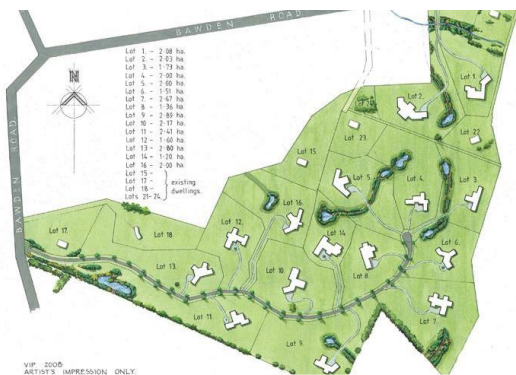 BAWDEN ROAD
BAWDEN ROAD
N
Lot 1. - 2·08 ha.
Lot 2. - 2·03 ha.
Lot 3. - 1·73 ha.
Lot 4 - 2·00 ha.
Lot 5. - 2·60 ha.
Lot 6. - 1·51 ha.
Lot 7. - 2·67 ha.
Lot 8 - 1·36 ha.
Lot 9 - 2·89 ha.
Lot 10 - 2·17 ha.
Lot 11 - 2·41 ha.
Lot 12 - 1·60 ha.
Lot 13 - 2·80 ha.
Lot 14 - 1·20 ha.
Lot 16 - 2·00 ha.
Lot 15 -
Lot 17 -
Lot 18 -
Lots 21-24
existing
dwellings.
Lot 1.
Lot 2.
Lot 22
Lot 23.
Lot 15
Lot 5.
Lot 4.
Lot 3.
Lot 16.
Lot 12.
Lot 17.
Lot 18.
Lot 14
Lot 6.
Lot 13.
Lot 10
Lot 8
Lot 11.
Lot 7.
Lot 9.
VIP 2008
ARTIST'S IMPRESSION ONLY.